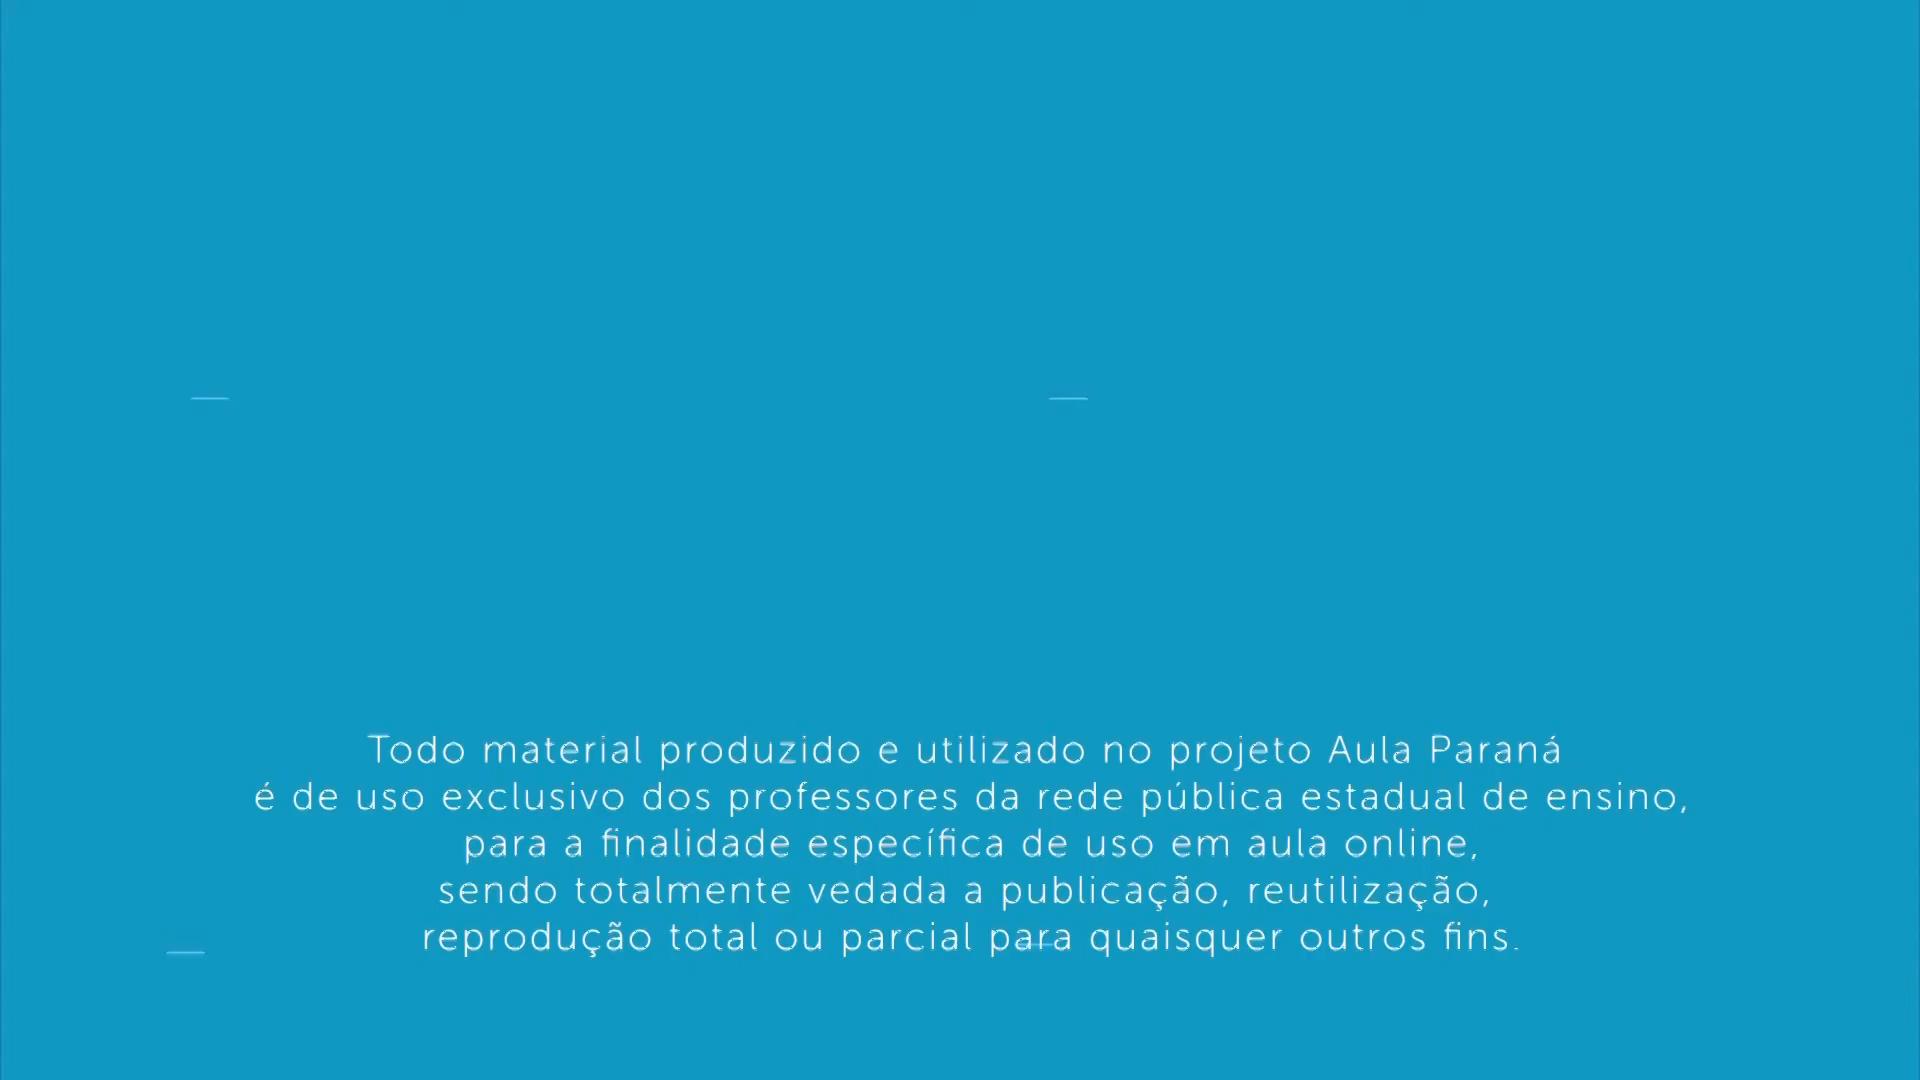 Todo material produzido e utilizado no projeto Aula Paraná
é de uso exclusivo dos professores da rede pública estadual de ensino,
para a finalidade específica de uso em aula online,
sendo totalmente vedada a publicação, reutilização,
reprodução total ou parcial para quaisquer outros fins.